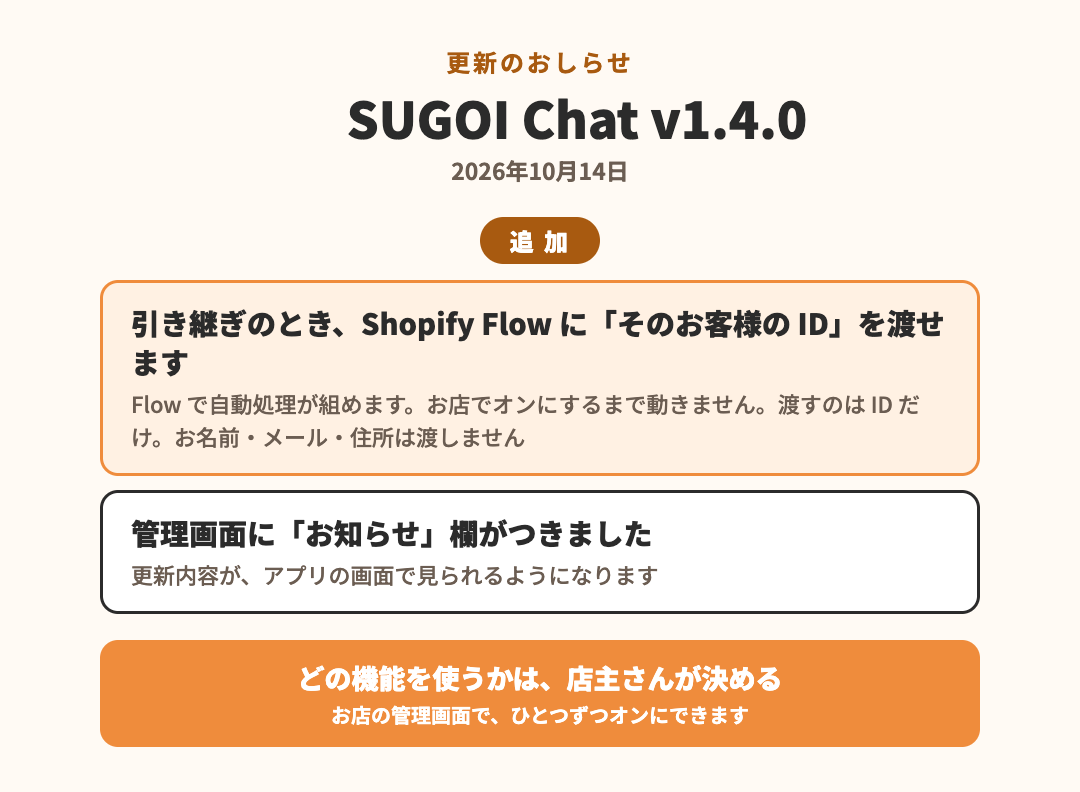 更新のおしらせ
SUGOI Chat v1.4.0
2026年10月14日
追加
引き継ぎのとき、Shopify Flow に「そのお客様の ID」を渡せ
ます
Flow で自動処理が組めます。お店でオンにするまで動きません。渡すのは ID だ
け。お名前・メール・住所は渡しません
管理画面に「お知らせ」欄がつきました
更新内容が、アプリの画面で見られるようになります
どの機能を使うかは、店主さんが決める
お店の管理画面で、ひとつずつオンにできます